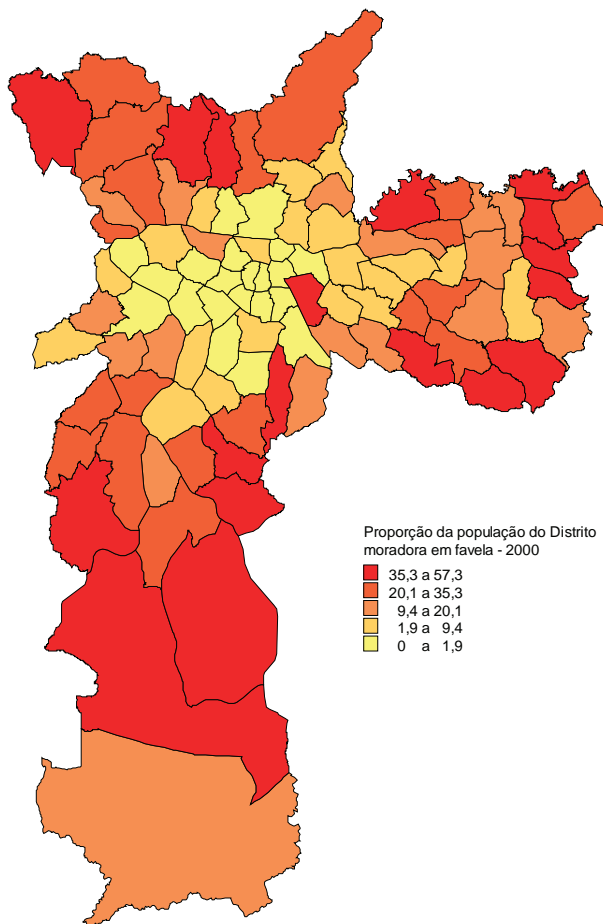 Proporção da população do Distrito
moradora em favela - 2000
35,3 a 57,3
20,1 a 35,3
9,4 a 20,1
1,9 a 9,4
0 a 1,9